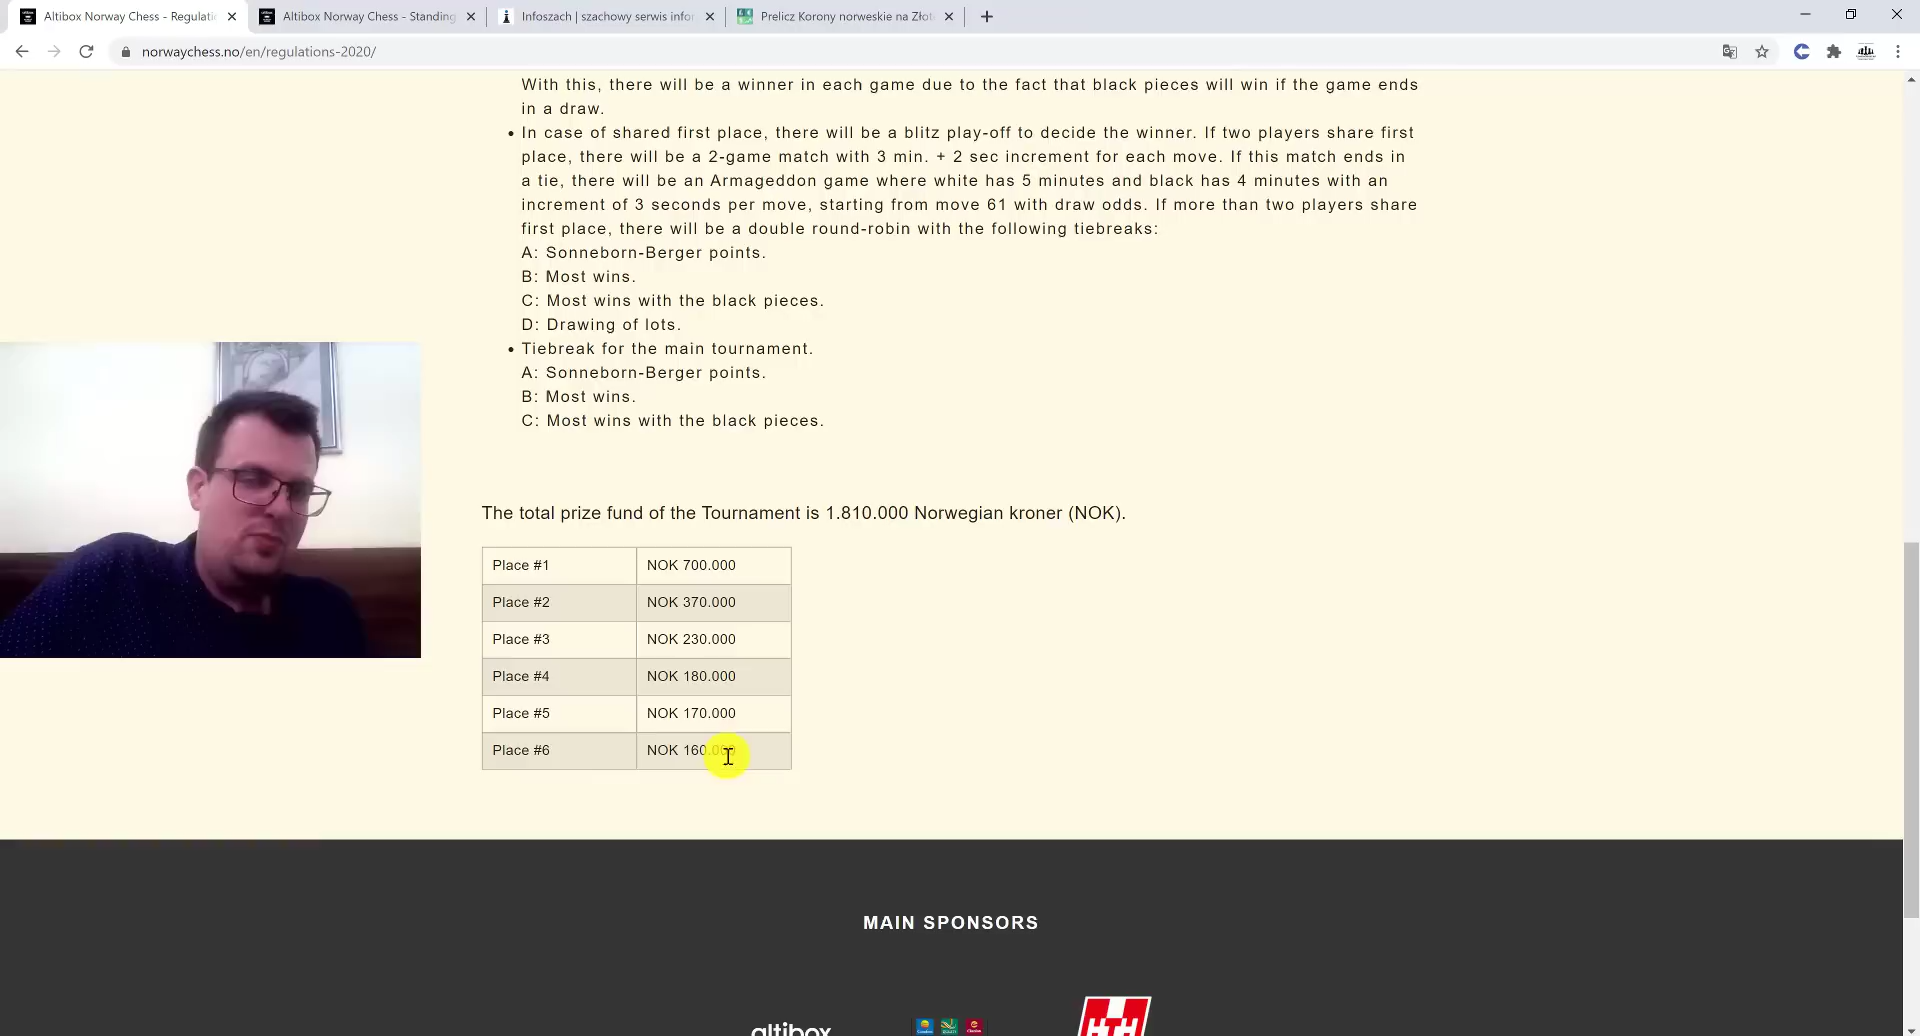 Altibox Norway Chess - Regulati
Altibox Norway Chess - Standing
Infoszach | szachowy serwis infor
Prelicz Korony norweskie na Złot
norwaychess.no/en/regulations-2020/
With this, there will be a winner in each game due to the fact that black pieces will win if the game ends
in a draw.
• In case of shared first place, there will be a blitz play-off to decide the winner. If two players share first
place, there will be a 2-game match with 3 min. + 2 sec increment for each move. If this match ends in
a tie, there will be an Armageddon game where white has 5 minutes and black has 4 minutes with an
increment of 3 seconds per move, starting from move 61 with draw odds. If more than two players share
first place, there will be a double round-robin with the following tiebreaks:
A: Sonneborn-Berger points.
B: Most wins.
C: Most wins with the black pieces.
D: Drawing of lots.
• Tiebreak for the main tournament.
A: Sonneborn-Berger points.
B: Most wins.
C: Most wins with the black pieces.
The total prize fund of the Tournament is 1.810.000 Norwegian kroner (NOK).
Place #1 NOK 700.000
Place #2 NOK 370.000
Place #3 NOK 230.000
Place #4 NOK 180.000
Place #5 NOK 170.000
Place #6 NOK 160.000
MAIN SPONSORS
altibox
HTH